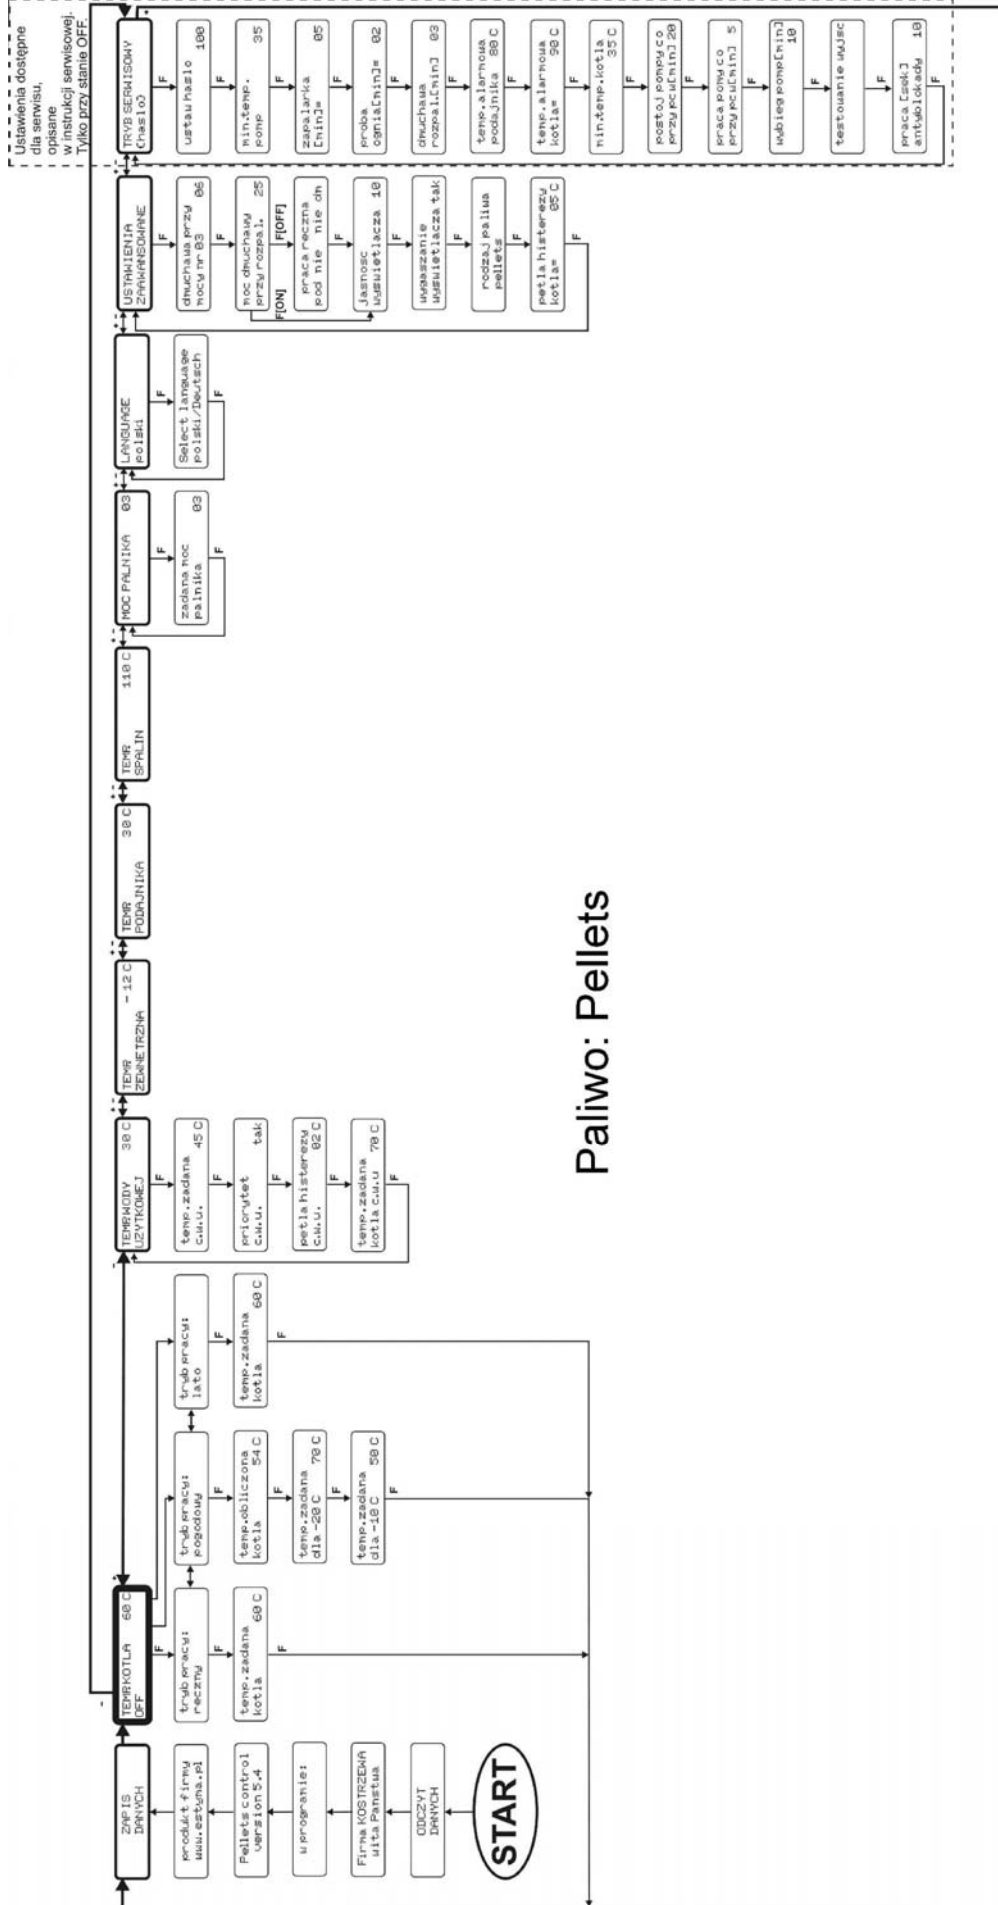 ZAPIS
DANYCH
produkt firmy
www.estyma.pl
Pellets control
version 5.4
w programie:
Firma KOSTRZEWA
wita Panstwa
ODCZYT
DANYCH
START
TEMP.KOTLA 60 C
OFF
F
tryb pracy:
reczny
F
temp.zadana
kotla 60 C
F
tryb pracy:
pogodowy
F
temp.obliczona
kotla 54 C
F
temp.zadana
dla -20 C 70 C
F
temp.zadana
dla -10 C 50 C
F
tryb pracy:
lato
F
temp.zadana
kotla 60 C
F
TEMP.WODY 30 C
UZYTKOWEJ
F
temp.zadana
c.w.u. 45 C
F
priorytet
c.w.u. tak
F
petla histerezy
c.w.u. 02 C
F
temp.zadana
kotla c.w.u 70 C
F
TEMP. - 12 C
ZEWNETRZNA
TEMP. 30 C
PODAJNIKA
TEMP. 110 C
SPALIN
MOC PALNIKA 03
F
zadana moc 03
palnika
F
LANGUAGE
polski
F
Select language
polski/Deutsch
F
USTAWIENIA
ZAAWANSOWANE
F
dmuchawa przy
mocy nr 03 06
F
moc dmuchawy
przy rozpal. 25
F[ON] F[OFF]
praca reczna
pod nie nie dm
F
jasnosc
wyswietlacza 10
F
wygaszanie
wyswietlacza tak
F
rodzaj paliwa
pellets
F
petla histerezy
kotla= 05 C
F
Ustawienia dostępne
dla serwisu,
opisane
w instrukcji serwisowej.
Tylko przy stanie OFF.
TRYB SERWISOWY
(haslo)
F
ustaw haslo 100
F
min.temp.
pomp 35
F
zapalarka
[min]= 05
F
proba
ognia[min]= 02
F
dmuchawa
rozpal.[min] 03
F
temp.alarmowa
podajnika 80 C
F
temp.alarmowa
kotla= 90 C
F
min.temp.kotla
35 C
F
postoj pompy co
przy pcw[min] 20
F
praca pomy co
przy pcw[min] 5
F
wybieg pomp[min]
10
F
testowanie wyjsc
F
praca [sek]
antyblokady 10
F
Paliwo: Pellets